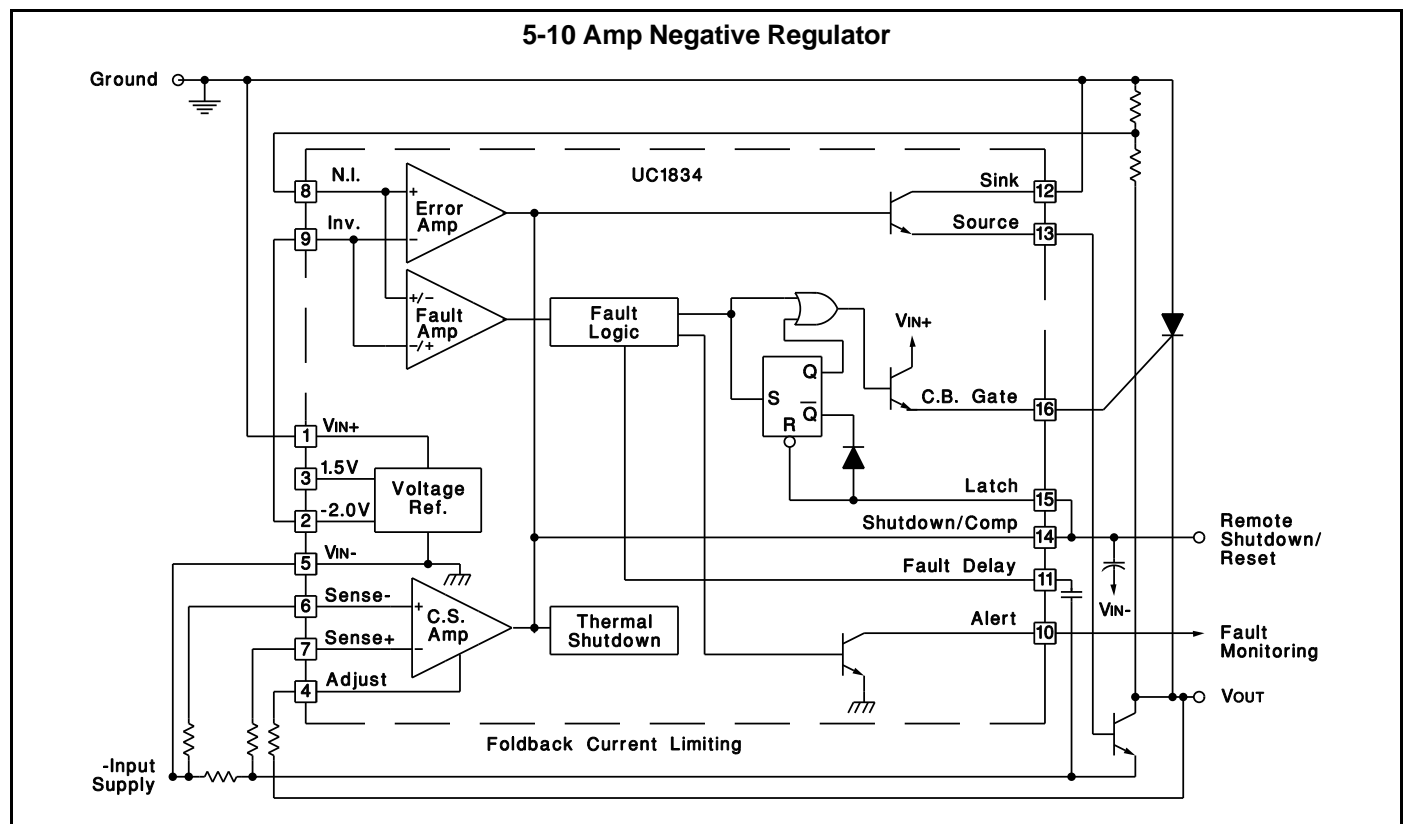 5-10 Amp Negative Regulator
Ground
UC1834
8
N.I.
+
Error
Amp
−
9
Inv.
Sink
12
Source
13
+/−
Fault
Amp
−/+
Fault
Logic
VIN+
S
Q
Q̅
R
C.B. Gate
16
1
VIN+
3
1.5V
2
-2.0V
Voltage
Ref.
Latch
15
Shutdown/Comp
14
Remote
Shutdown/
Reset
5
VIN-
Fault Delay
11
VIN-
6
Sense-
+
C.S.
Amp
−
7
Sense+
Thermal
Shutdown
Alert
10
Fault
Monitoring
4
Adjust
VOUT
Foldback Current Limiting
-Input
Supply